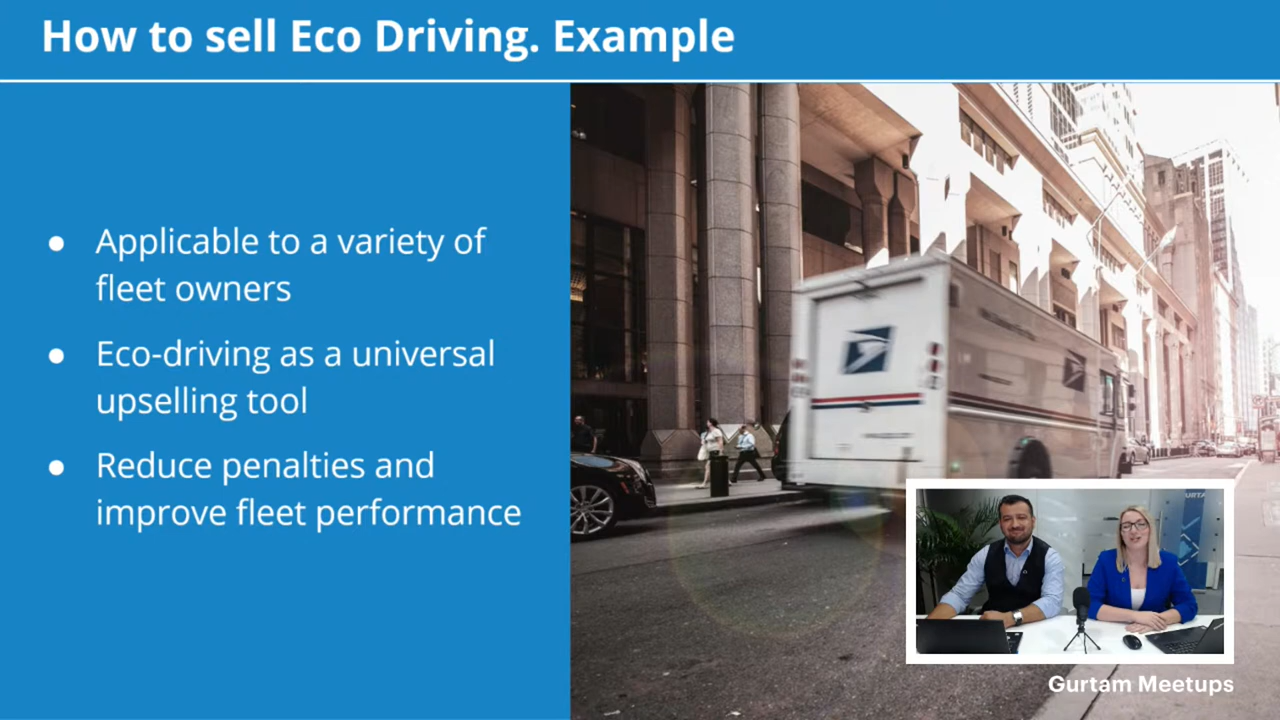 How to sell Eco Driving. Example
● Applicable to a variety of
fleet owners
● Eco-driving as a universal
upselling tool
● Reduce penalties and
improve fleet performance
Gurtam Meetups